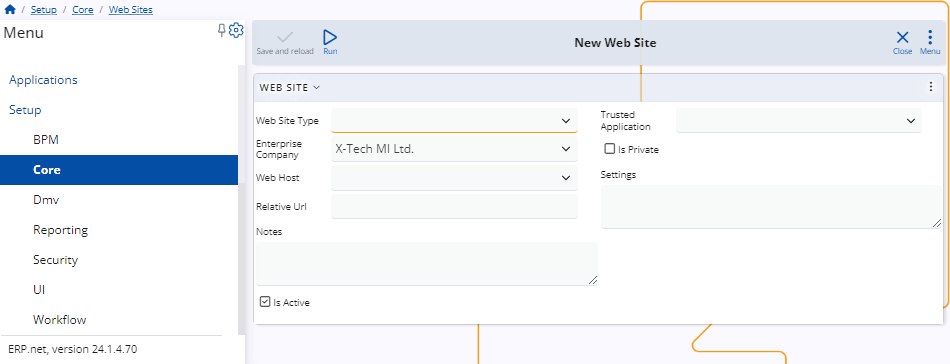 / Setup / Core / Web Sites
Menu
Applications
Setup
BPM
Core
Dmv
Reporting
Security
UI
Workflow
ERP.net, version 24.1.4.70
Save and reload
Run
New Web Site
Close
Menu
WEB SITE
Web Site Type
Enterprise
Company
X-Tech MI Ltd.
Web Host
Relative Url
Notes
Is Active
Trusted
Application
Is Private
Settings